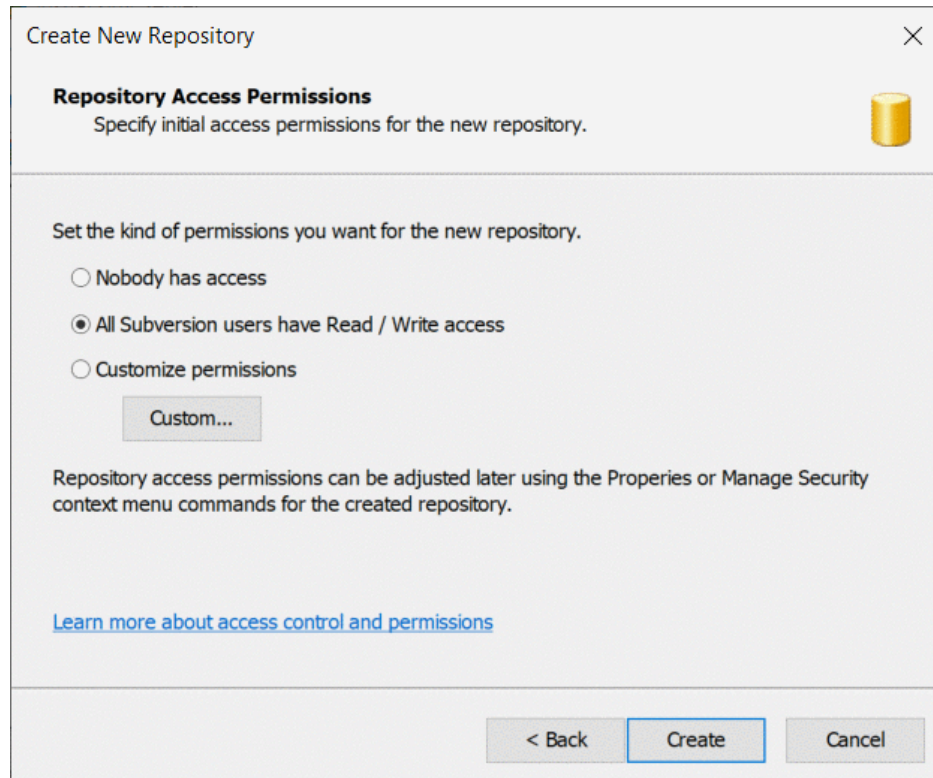 Create New Repository
Repository Access Permissions
Specify initial access permissions for the new repository.
Set the kind of permissions you want for the new repository.
Nobody has access
All Subversion users have Read / Write access
Customize permissions
Custom...
Repository access permissions can be adjusted later using the Properies or Manage Security
context menu commands for the created repository.
Learn more about access control and permissions
< Back
Create
Cancel